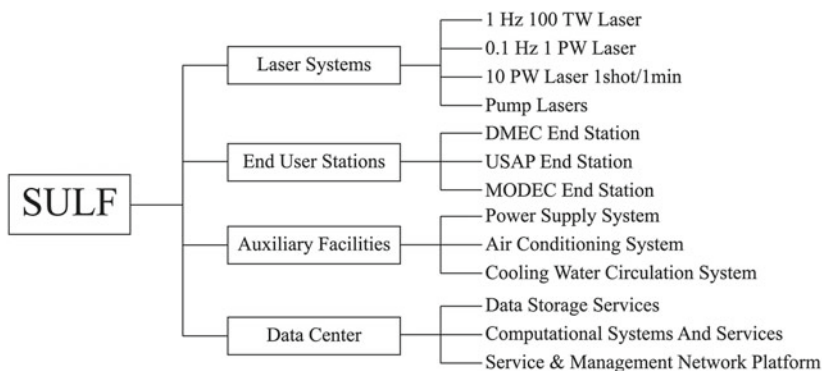 SULF
Laser Systems
1 Hz 100 TW Laser
0.1 Hz 1 PW Laser
10 PW Laser 1shot/1min
Pump Lasers
End User Stations
DMEC End Station
USAP End Station
MODEC End Station
Auxiliary Facilities
Power Supply System
Air Conditioning System
Cooling Water Circulation System
Data Center
Data Storage Services
Computational Systems And Services
Service & Management Network Platform